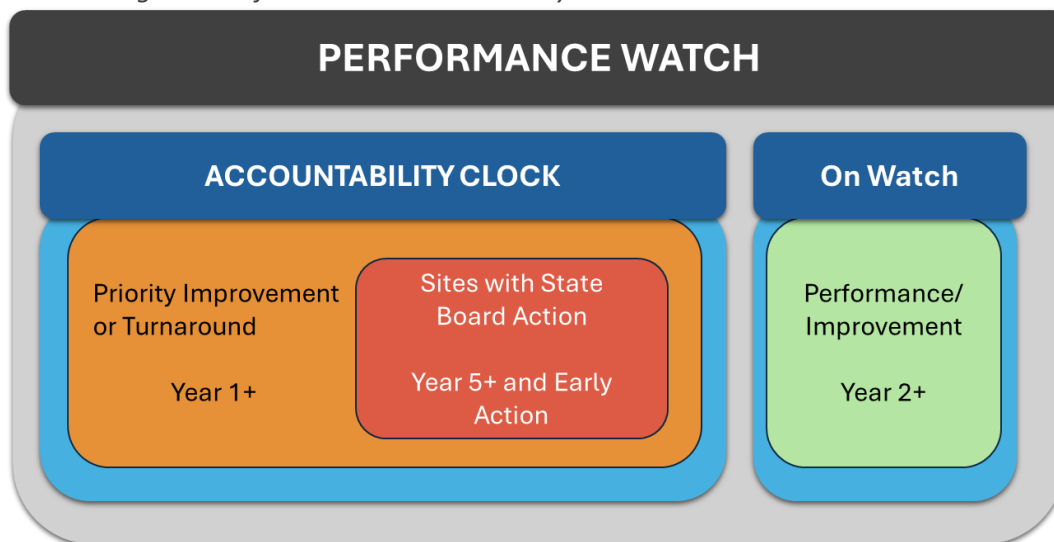 PERFORMANCE WATCH
ACCOUNTABILITY CLOCK
On Watch
Priority Improvement
or Turnaround
Year 1+
Sites with State
Board Action
Year 5+ and Early
Action
Performance/
Improvement
Year 2+